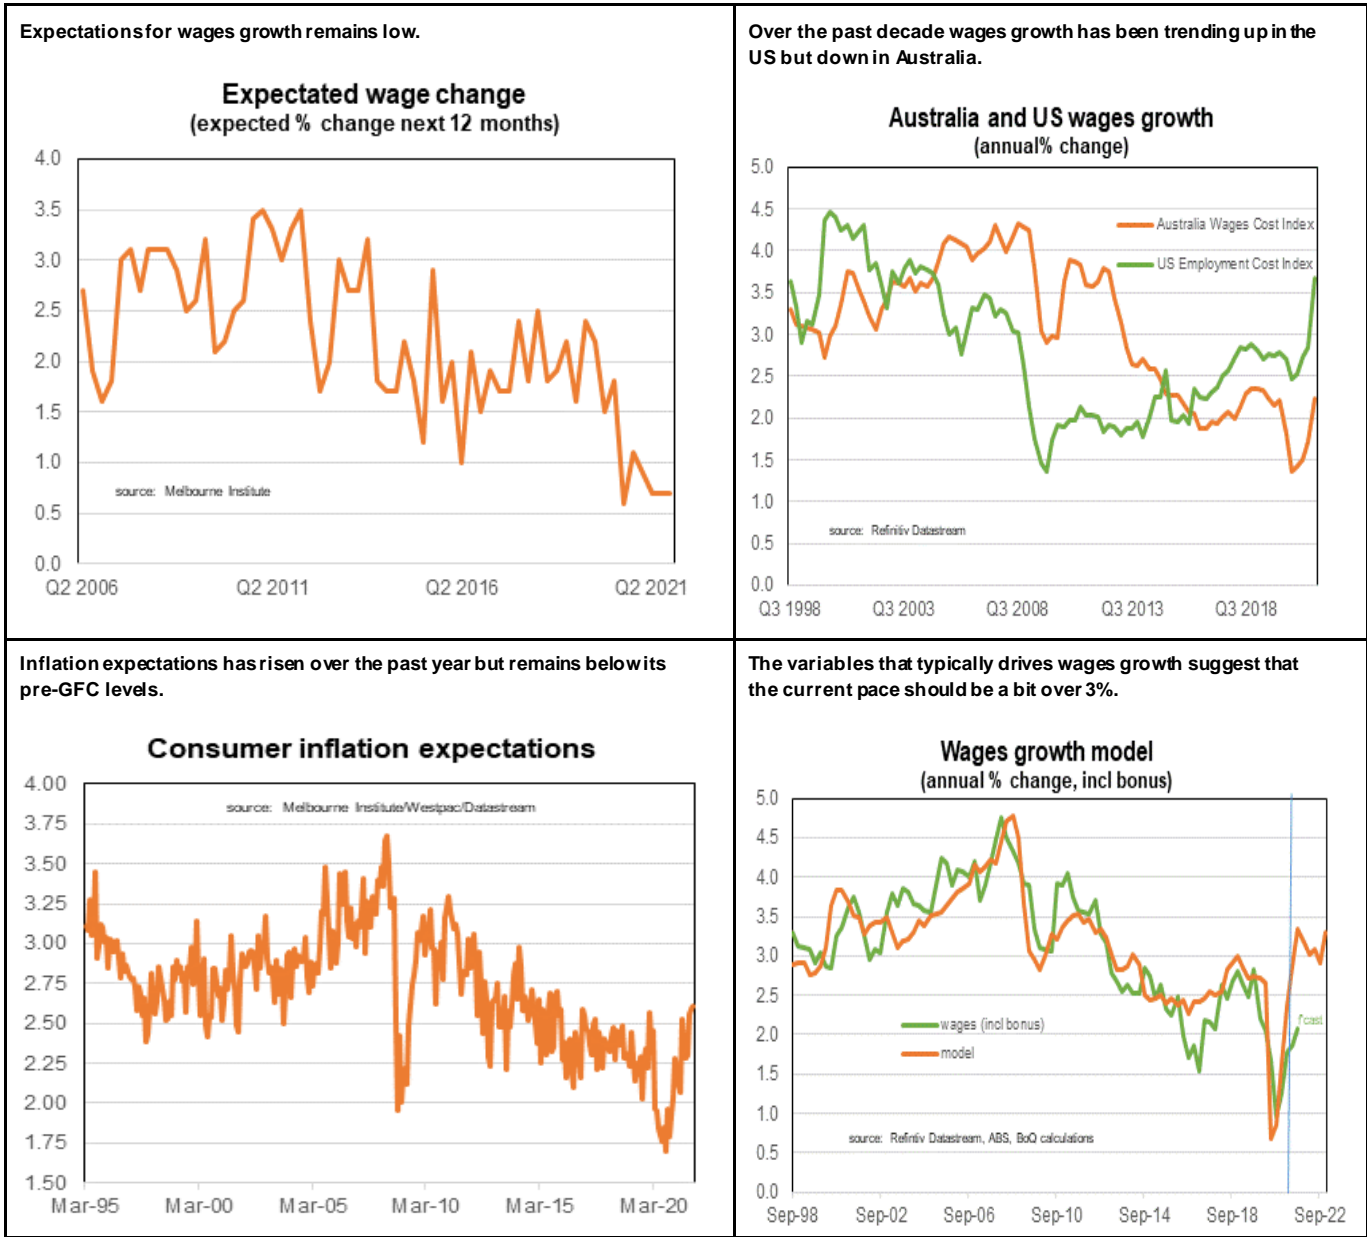 Expectations for wages growth remains low.
Expectated wage change
(expected % change next 12 months)
4.0
3.5
3.0
2.5
2.0
1.5
1.0
0.5
0.0
source: Melbourne Institute
Q2 2006
Q2 2011
Q2 2016
Q2 2021
Over the past decade wages growth has been trending up in the
US but down in Australia.
Australia and US wages growth
(annual% change)
5.0
4.5
4.0
3.5
3.0
2.5
2.0
1.5
1.0
0.5
0.0
Australia Wages Cost Index
US Employment Cost Index
source: Refinitiv Datastream
Q3 1998
Q3 2003
Q3 2008
Q3 2013
Q3 2018
Inflation expectations has risen over the past year but remains below its
pre-GFC levels.
Consumer inflation expectations
source: Melbourne Institute/Westpac/Datastream
4.00
3.75
3.50
3.25
3.00
2.75
2.50
2.25
2.00
1.75
1.50
Mar-95
Mar-00
Mar-05
Mar-10
Mar-15
Mar-20
The variables that typically drives wages growth suggest that
the current pace should be a bit over 3%.
Wages growth model
(annual % change, incl bonus)
5.0
4.5
4.0
3.5
3.0
2.5
2.0
1.5
1.0
0.5
0.0
wages (incl bonus)
model
f'cast
source: Refintiv Datastream, ABS, BoQ calculations
Sep-98
Sep-02
Sep-06
Sep-10
Sep-14
Sep-18
Sep-22